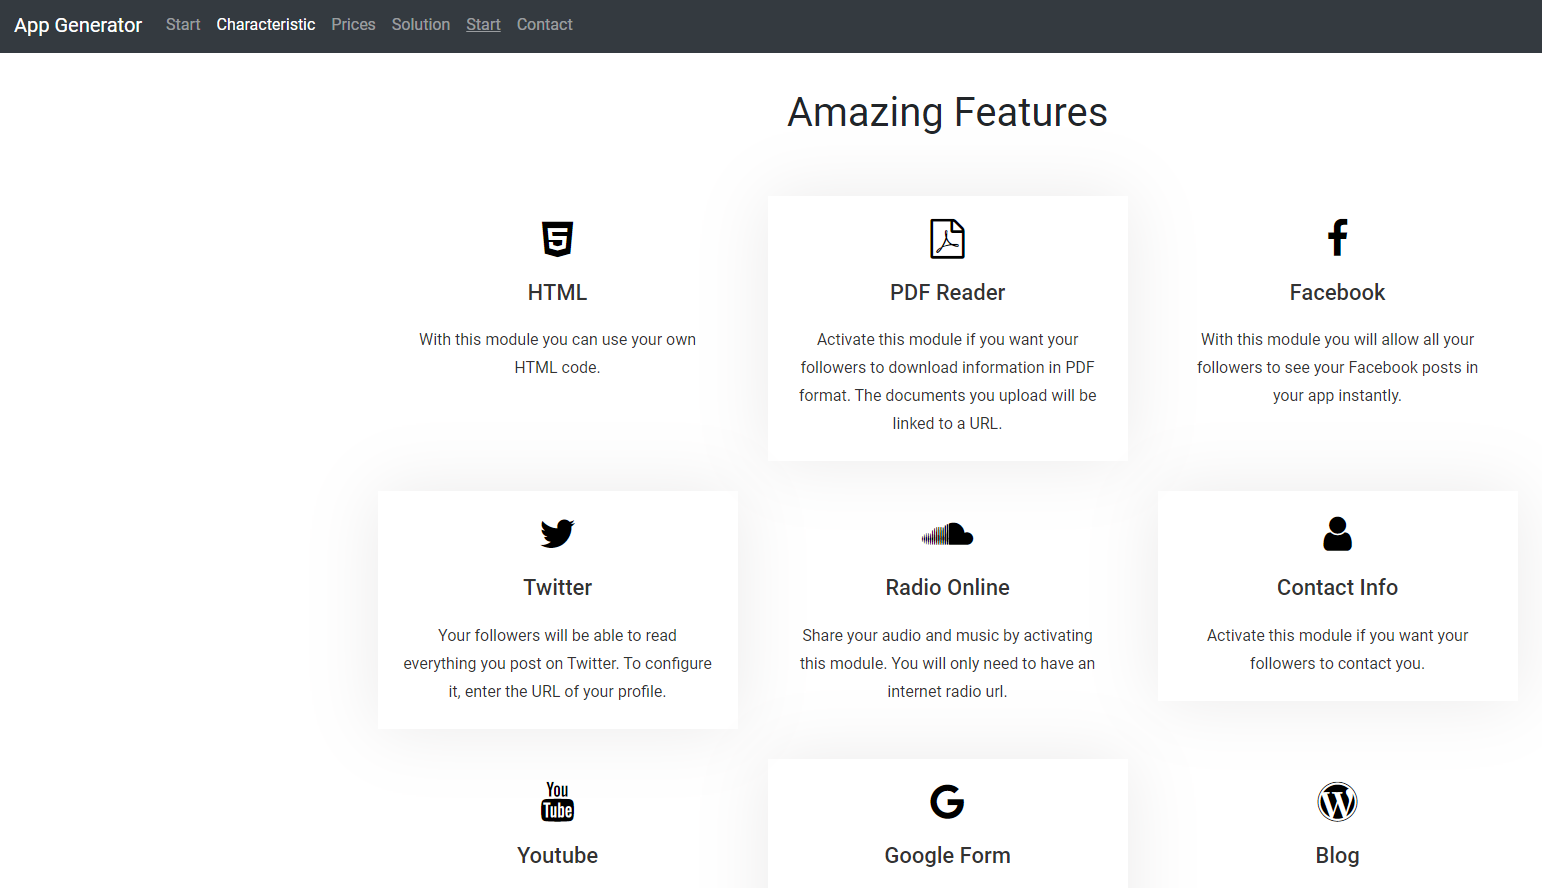 App Generator Start Characteristic Prices Solution Start Contact
Amazing Features
HTML
With this module you can use your own
HTML code.
PDF Reader
Activate this module if you want your
followers to download information in PDF
format. The documents you upload will be
linked to a URL.
Facebook
With this module you will allow all your
followers to see your Facebook posts in
your app instantly.
Twitter
Your followers will be able to read
everything you post on Twitter. To configure
it, enter the URL of your profile.
Radio Online
Share your audio and music by activating
this module. You will only need to have an
internet radio url.
Contact Info
Activate this module if you want your
followers to contact you.
You
Tube
Youtube
Google Form
Blog